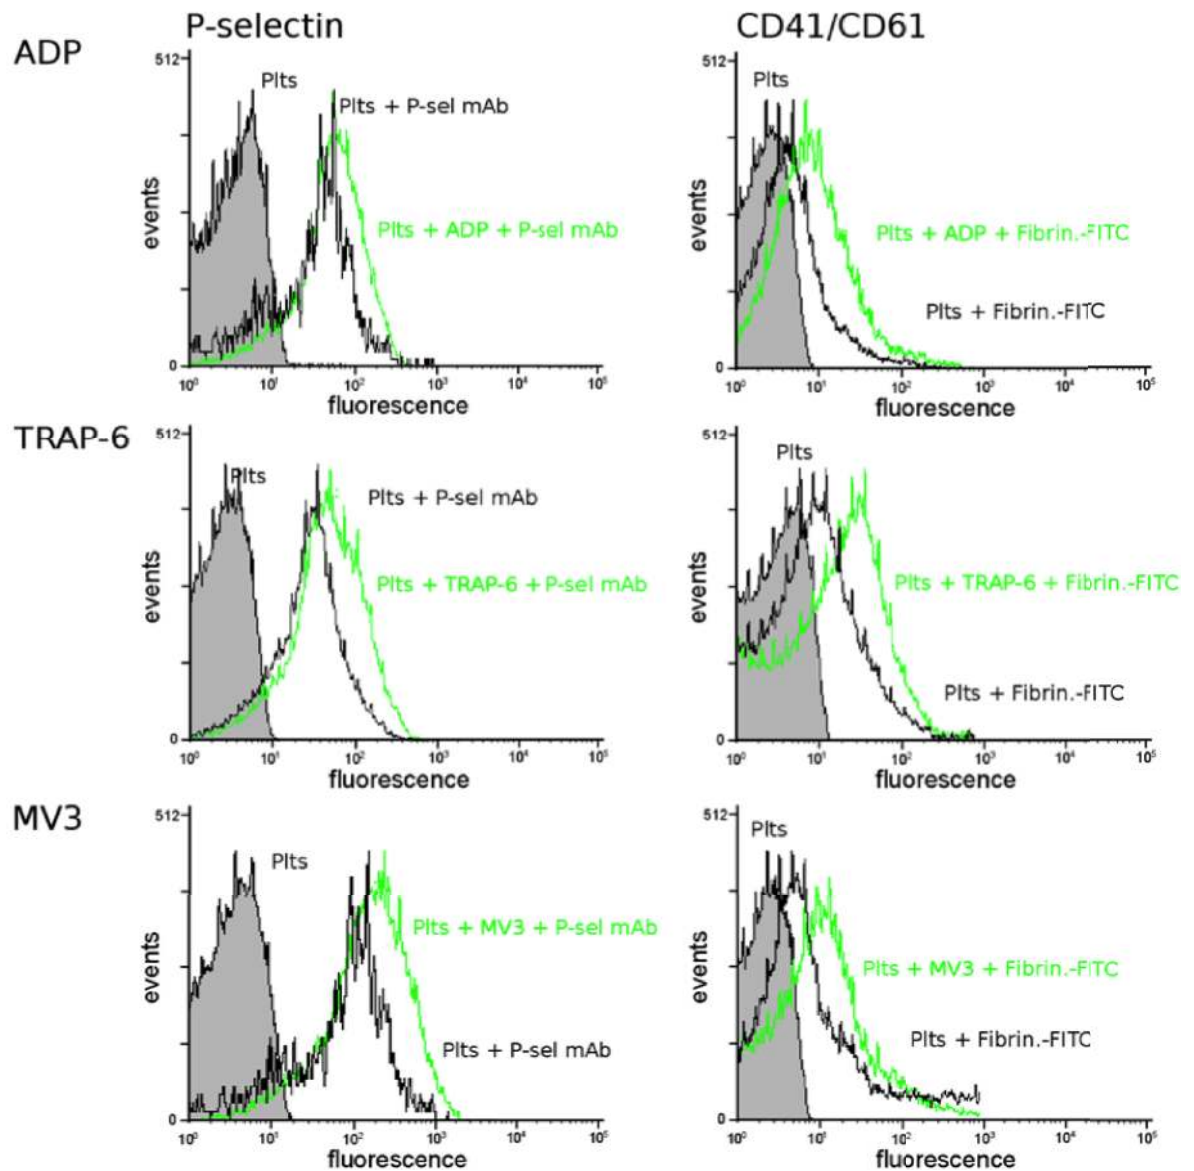 P-selectin
CD41/CD61
ADP
512
Plts
Plts + P-sel mAb
Plts + ADP + P-sel mAb
events
0
10⁰ 10¹ 10² 10³ 10⁴ 10⁵
fluorescence
512
Plts
Plts + ADP + Fibrin.-FITC
Plts + Fibrin.-FITC
events
0
10⁰ 10¹ 10² 10³ 10⁴ 10⁵
fluorescence
TRAP-6
512
Plts
Plts + P-sel mAb
Plts + TRAP-6 + P-sel mAb
events
0
10⁰ 10¹ 10² 10³ 10⁴ 10⁵
fluorescence
512
Plts
Plts + TRAP-6 + Fibrin.-FITC
Plts + Fibrin.-FITC
events
0
10⁰ 10¹ 10² 10³ 10⁴ 10⁵
fluorescence
MV3
512
Plts
Plts + MV3 + P-sel mAb
Plts + P-sel mAb
events
0
10⁰ 10¹ 10² 10³ 10⁴ 10⁵
fluorescence
512
Plts
Plts + MV3 + Fibrin.-FITC
Plts + Fibrin.-FITC
events
0
10⁰ 10¹ 10² 10³ 10⁴ 10⁵
fluorescence